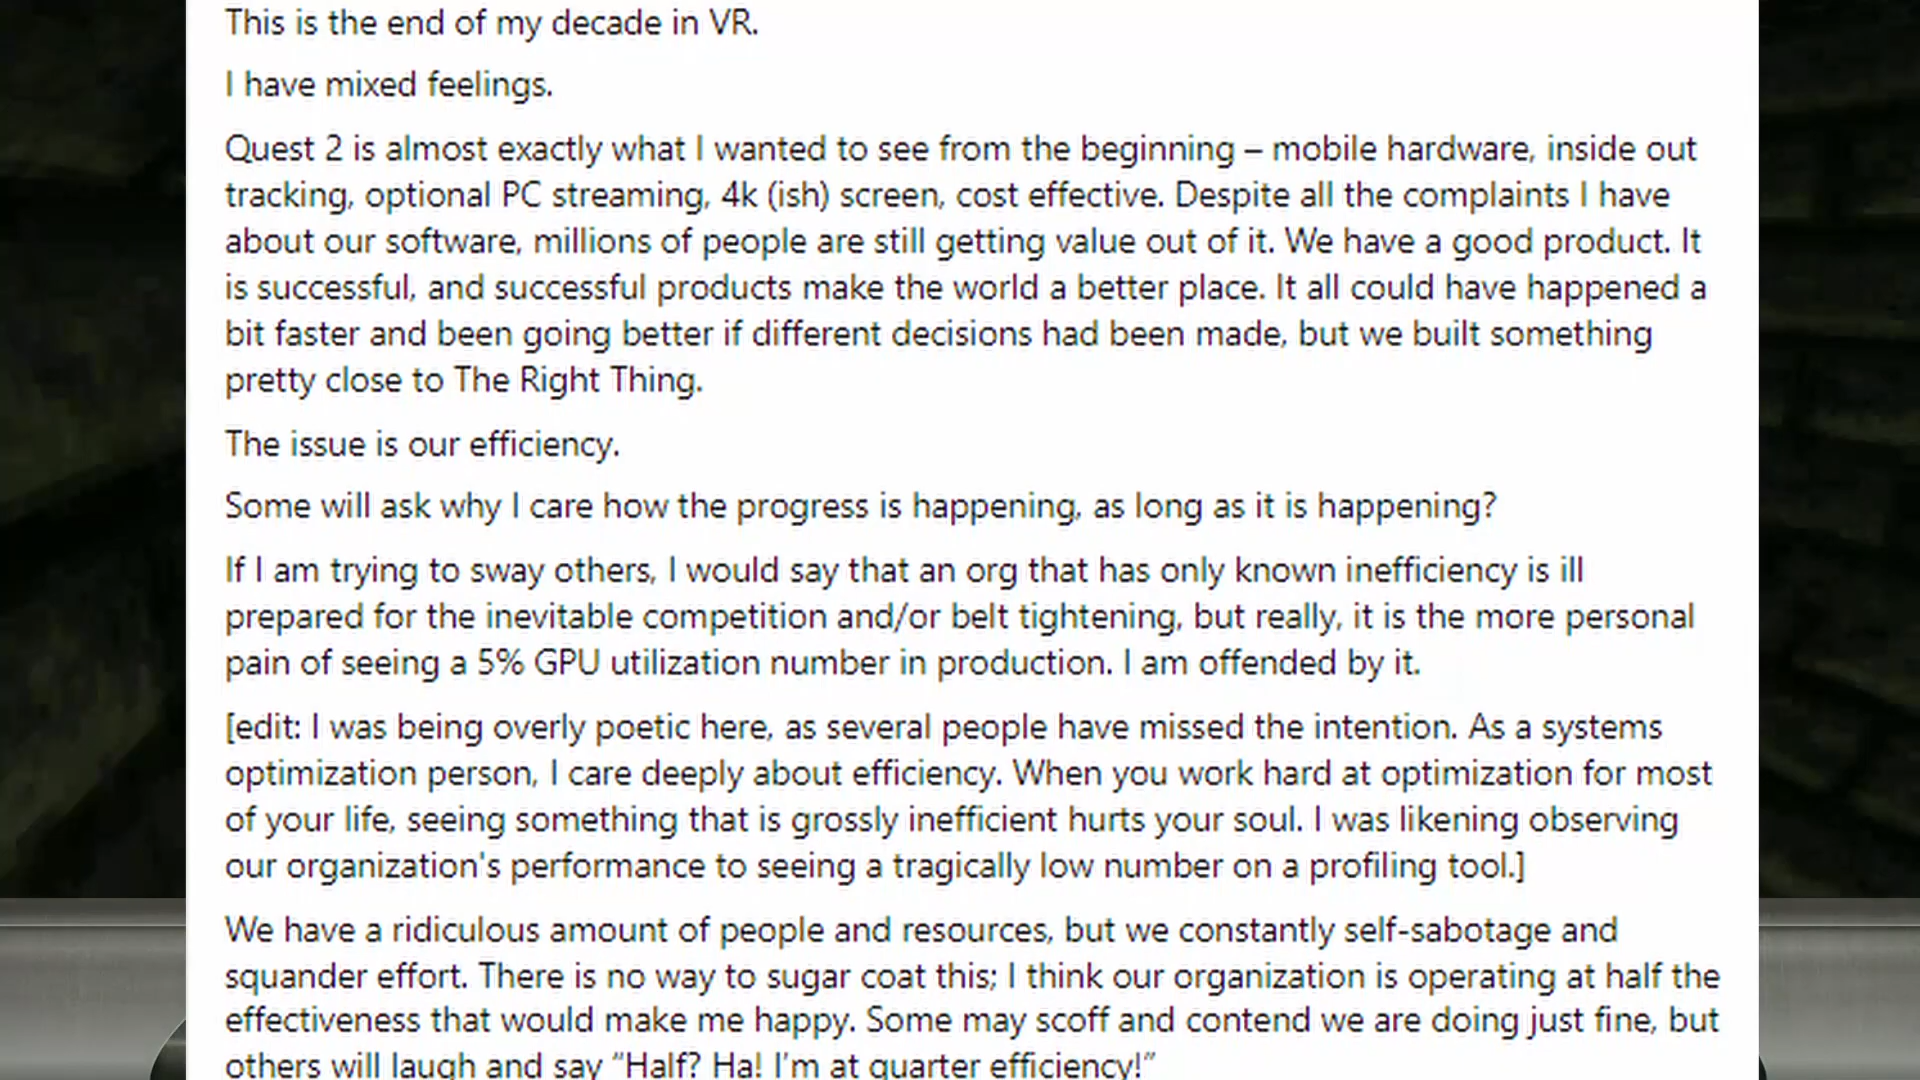 This is the end of my decade in VR.
I have mixed feelings.
Quest 2 is almost exactly what I wanted to see from the beginning – mobile hardware, inside out
tracking, optional PC streaming, 4k (ish) screen, cost effective. Despite all the complaints I have
about our software, millions of people are still getting value out of it. We have a good product. It
is successful, and successful products make the world a better place. It all could have happened a
bit faster and been going better if different decisions had been made, but we built something
pretty close to The Right Thing.
The issue is our efficiency.
Some will ask why I care how the progress is happening, as long as it is happening?
If I am trying to sway others, I would say that an org that has only known inefficiency is ill
prepared for the inevitable competition and/or belt tightening, but really, it is the more personal
pain of seeing a 5% GPU utilization number in production. I am offended by it.
[edit: I was being overly poetic here, as several people have missed the intention. As a systems
optimization person, I care deeply about efficiency. When you work hard at optimization for most
of your life, seeing something that is grossly inefficient hurts your soul. I was likening observing
our organization's performance to seeing a tragically low number on a profiling tool.]
We have a ridiculous amount of people and resources, but we constantly self-sabotage and
squander effort. There is no way to sugar coat this; I think our organization is operating at half the
effectiveness that would make me happy. Some may scoff and contend we are doing just fine, but
others will laugh and say “Half? Ha! I’m at quarter efficiency!”